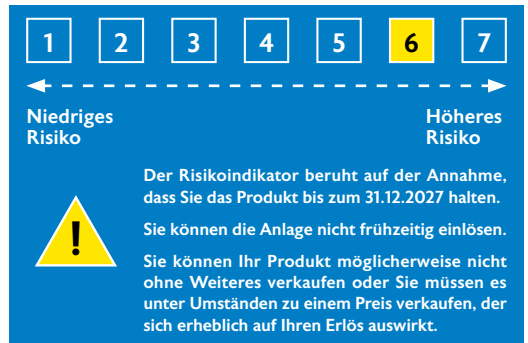 1 2 3 4 5 6 7
Niedriges Höheres
Risiko Risiko
Der Risikoindikator beruht auf der Annahme,
dass Sie das Produkt bis zum 31.12.2027 halten.
Sie können die Anlage nicht frühzeitig einlösen.
!
Sie können Ihr Produkt möglicherweise nicht
ohne Weiteres verkaufen oder Sie müssen es
unter Umständen zu einem Preis verkaufen, der
sich erheblich auf Ihren Erlös auswirkt.